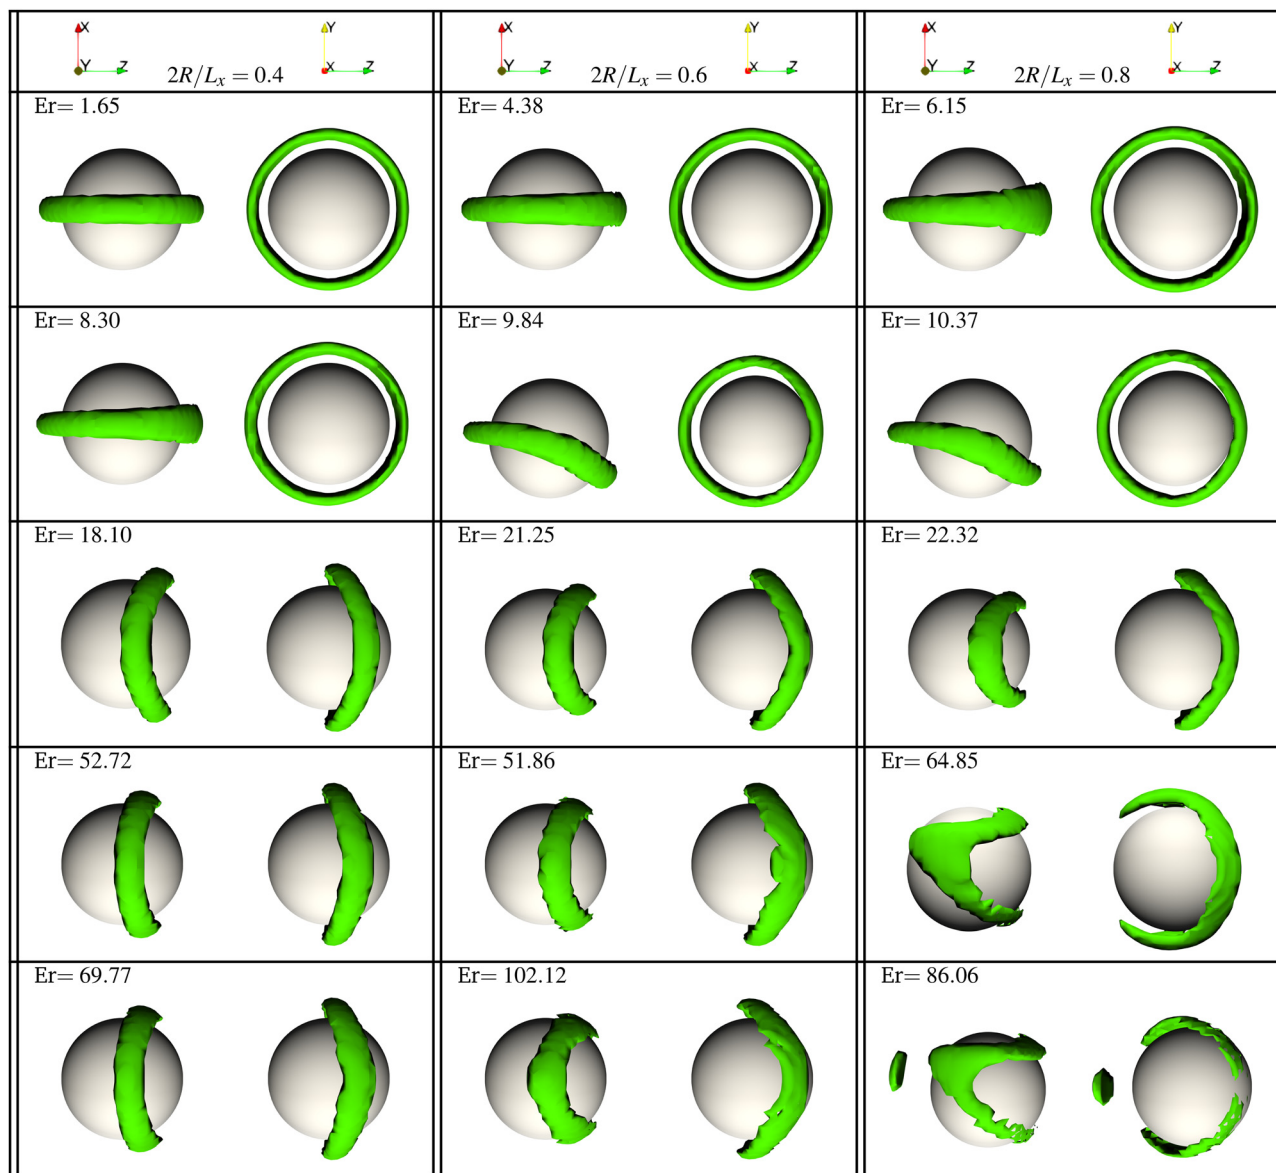 X Y Z Y X Z X Y Z Y X Z X Y Z Y X Z
2R/Lx = 0.4 2R/Lx = 0.6 2R/Lx = 0.8
Er= 1.65 Er= 4.38 Er= 6.15
Er= 8.30 Er= 9.84 Er= 10.37
Er= 18.10 Er= 21.25 Er= 22.32
Er= 52.72 Er= 51.86 Er= 64.85
Er= 69.77 Er= 102.12 Er= 86.06